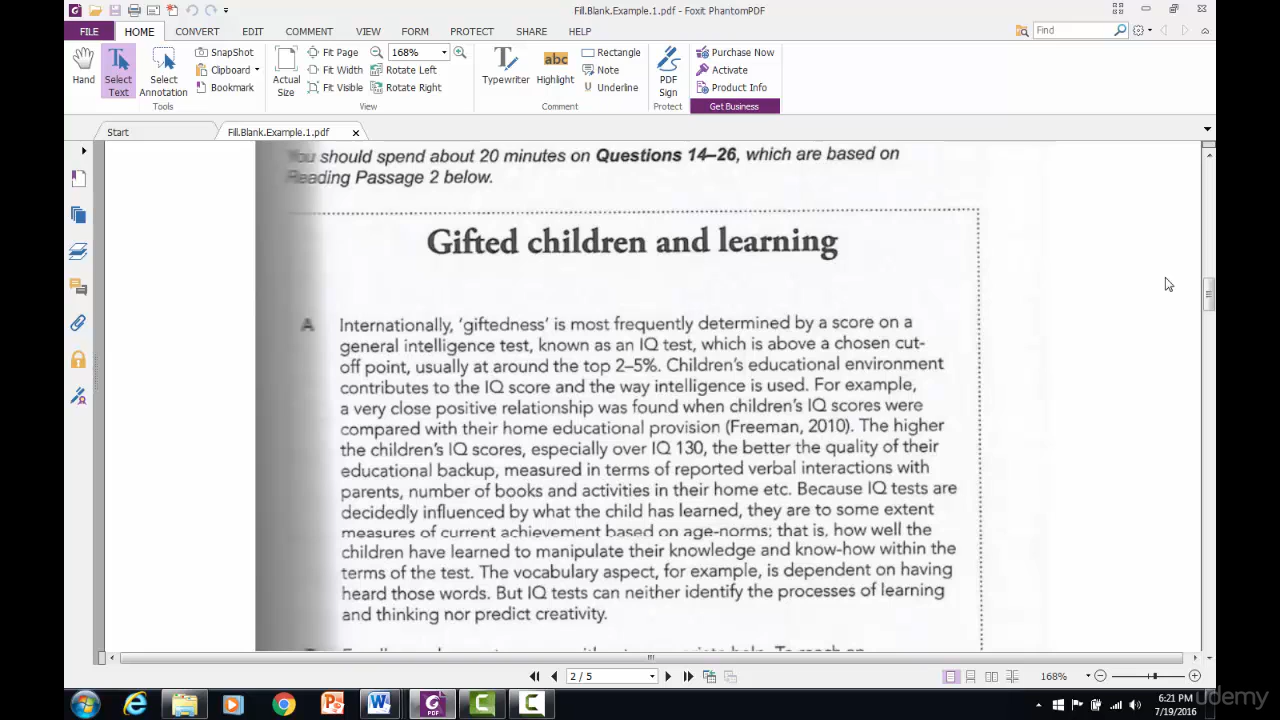 Fill.Blank.Example.1.pdf - Foxit PhantomPDF
FILE HOME CONVERT EDIT COMMENT VIEW FORM PROTECT SHARE HELP Find
Hand
Select Text
Select Annotation
SnapShot
Clipboard
Bookmark
Tools
Actual Size
Fit Page
Fit Width
Fit Visible
168%
Rotate Left
Rotate Right
View
Typewriter
abc
Highlight
Rectangle
Note
Underline
Comment
PDF Sign
Protect
Purchase Now
Activate
Product Info
Get Business
Start Fill.Blank.Example.1.pdf
You should spend about 20 minutes on Questions 14–26, which are based on
Reading Passage 2 below.
Gifted children and learning
A Internationally, ‘giftedness’ is most frequently determined by a score on a
general intelligence test, known as an IQ test, which is above a chosen cut-
off point, usually at around the top 2–5%. Children’s educational environment
contributes to the IQ score and the way intelligence is used. For example,
a very close positive relationship was found when children’s IQ scores were
compared with their home educational provision (Freeman, 2010). The higher
the children’s IQ scores, especially over IQ 130, the better the quality of their
educational backup, measured in terms of reported verbal interactions with
parents, number of books and activities in their home etc. Because IQ tests are
decidedly influenced by what the child has learned, they are to some extent
measures of current achievement based on age-norms; that is, how well the
children have learned to manipulate their knowledge and know-how within the
terms of the test. The vocabulary aspect, for example, is dependent on having
heard those words. But IQ tests can neither identify the processes of learning
and thinking nor predict creativity.
2 / 5
168%
6:21 PM
7/19/2016
udemy